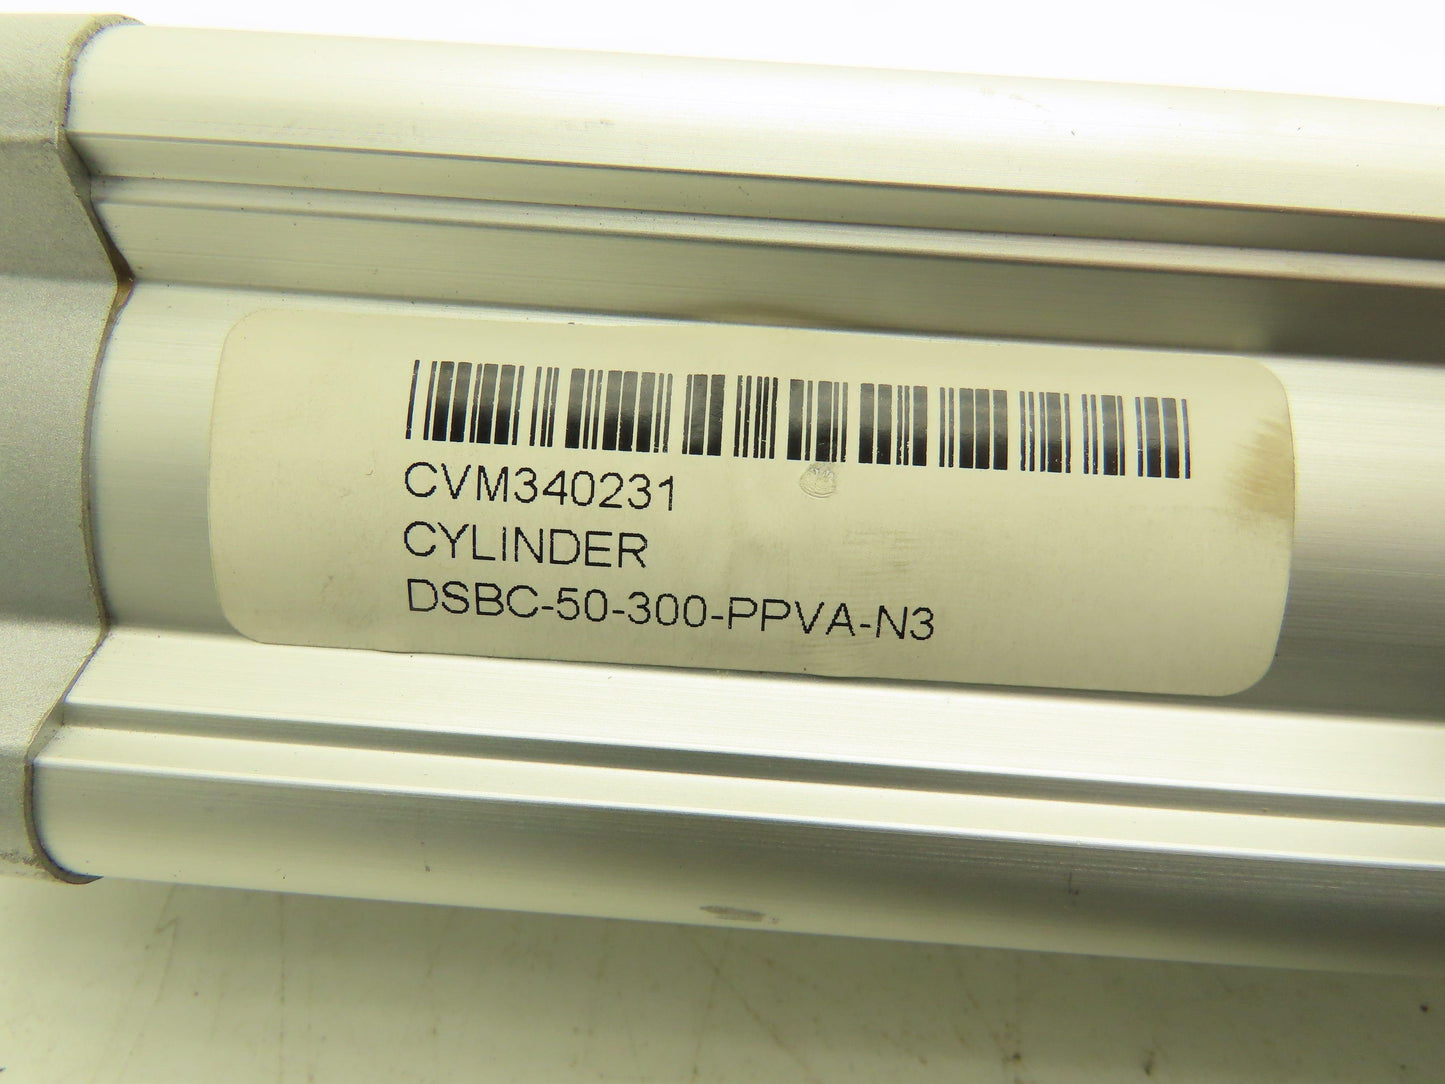 CVM340231
CYLINDER
DSBC-50-300-PPVA-N3